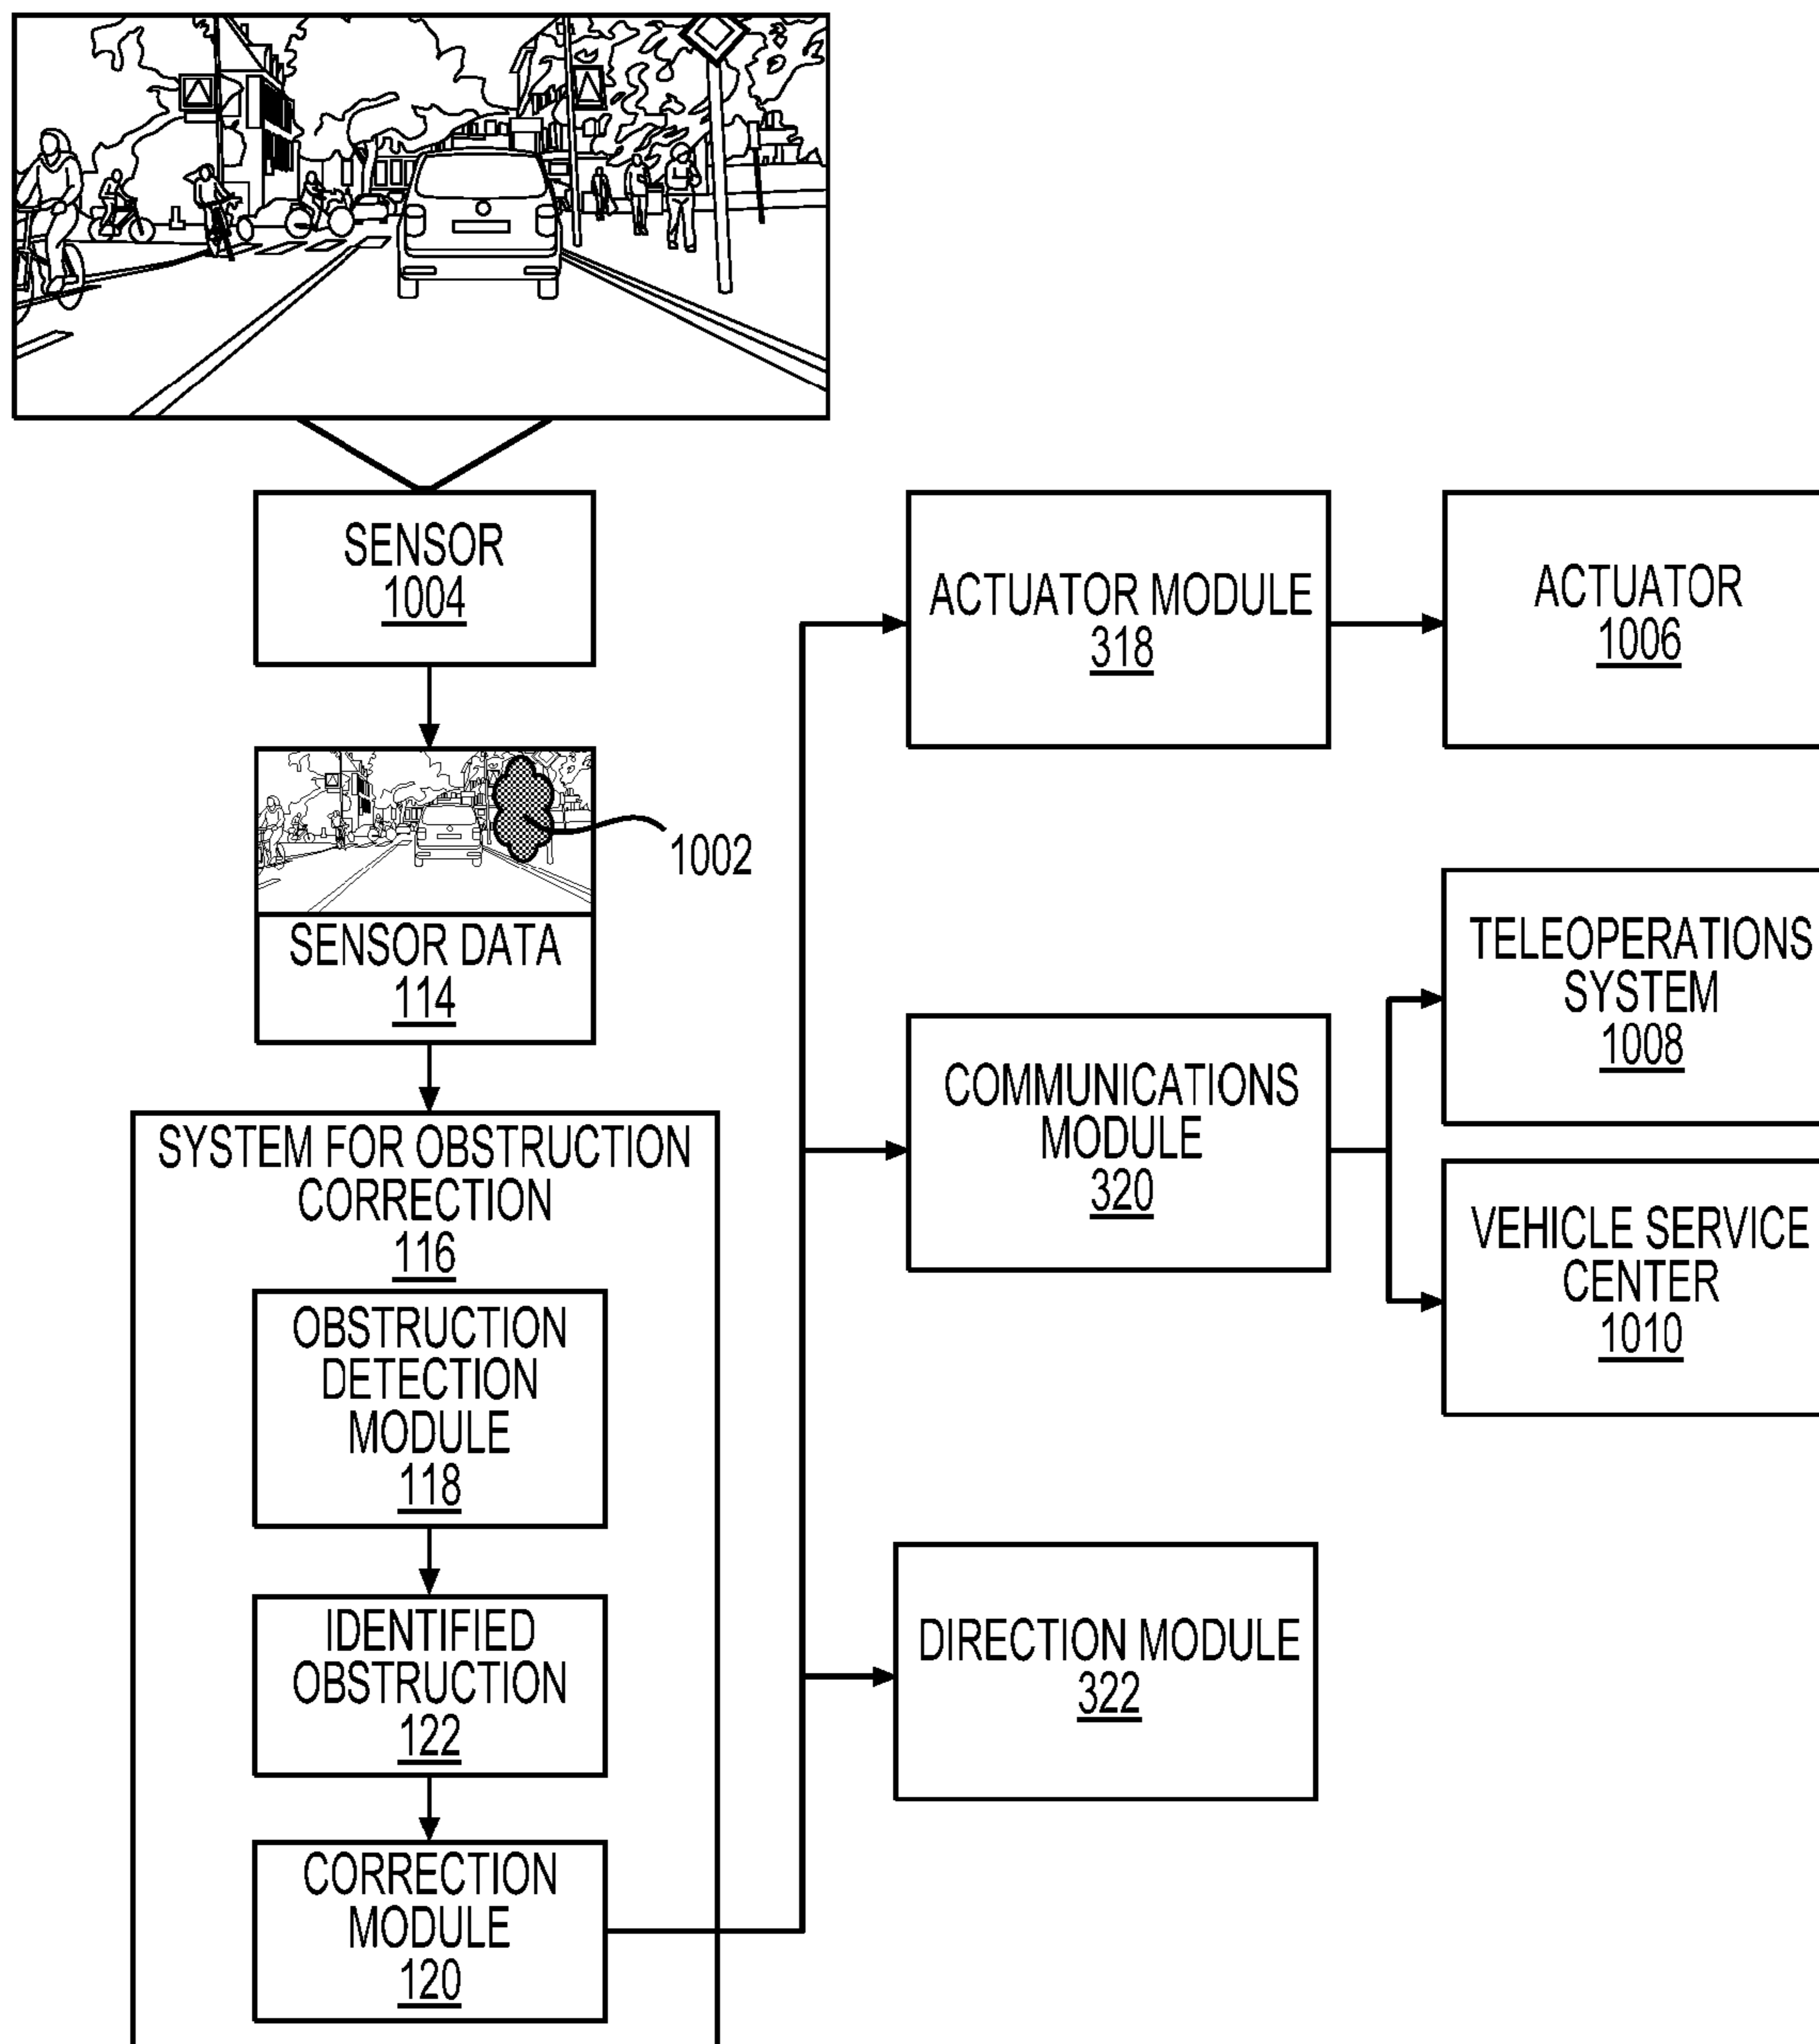 SENSOR
1004
ACTUATOR MODULE
318
ACTUATOR
1006
1002
SENSOR DATA
114
TELEOPERATIONS
SYSTEM
1008
COMMUNICATIONS
MODULE
320
SYSTEM FOR OBSTRUCTION
CORRECTION
116
VEHICLE SERVICE
CENTER
1010
OBSTRUCTION
DETECTION
MODULE
118
IDENTIFIED
OBSTRUCTION
122
DIRECTION MODULE
322
CORRECTION
MODULE
120